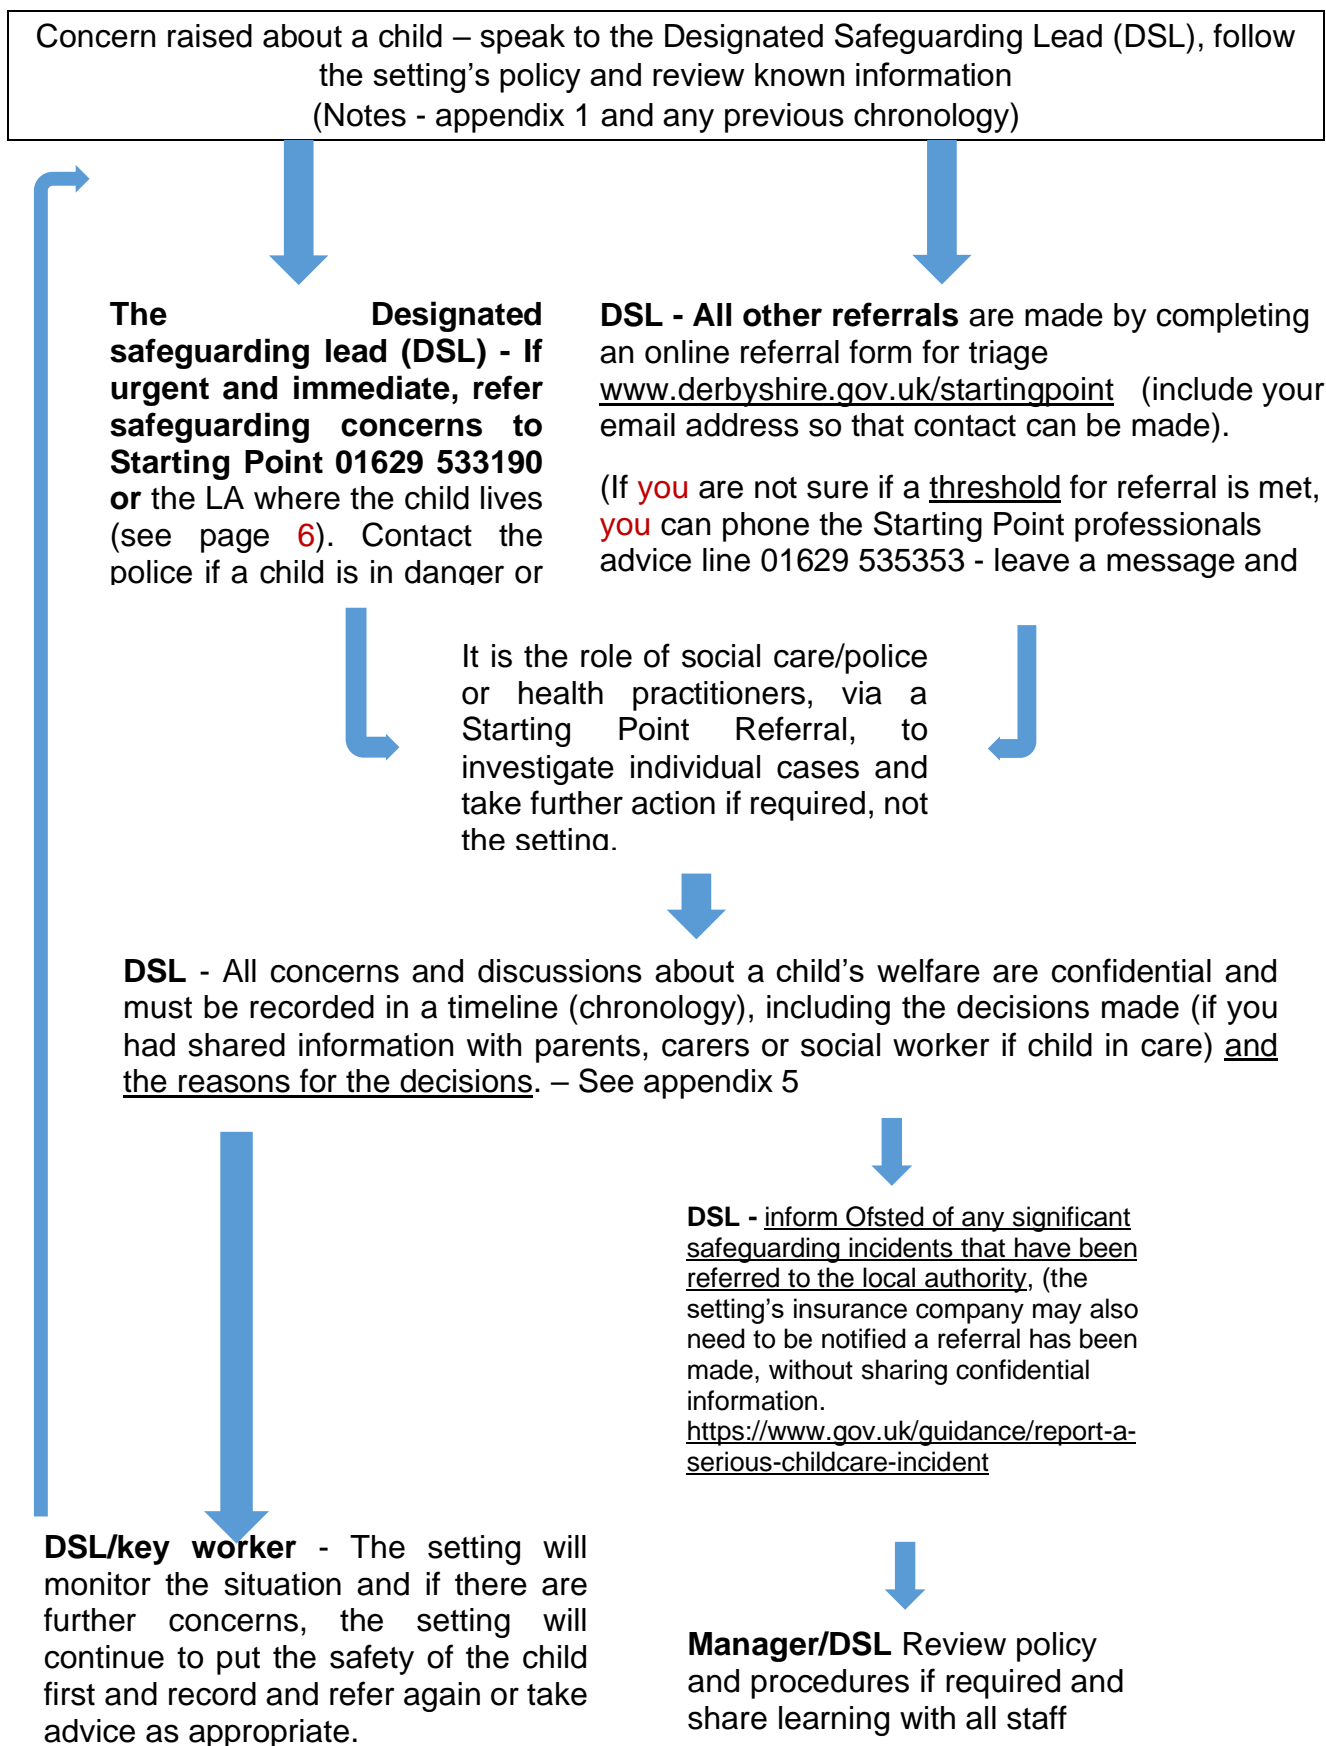 Concern raised about a child – speak to the Designated Safeguarding Lead (DSL), follow
the setting's policy and review known information
(Notes - appendix 1 and any previous chronology)
The Designated
safeguarding lead (DSL) - If
urgent and immediate, refer
safeguarding concerns to
Starting Point 01629 533190
or the LA where the child lives
(see page 6). Contact the
police if a child is in danger or
DSL - All other referrals are made by completing
an online referral form for triage
www.derbyshire.gov.uk/startingpoint (include your
email address so that contact can be made).
(If you are not sure if a threshold for referral is met,
you can phone the Starting Point professionals
advice line 01629 535353 - leave a message and
It is the role of social care/police
or health practitioners, via a
Starting Point Referral, to
investigate individual cases and
take further action if required, not
the setting.
DSL - All concerns and discussions about a child's welfare are confidential and
must be recorded in a timeline (chronology), including the decisions made (if you
had shared information with parents, carers or social worker if child in care) and
the reasons for the decisions. – See appendix 5
DSL - inform Ofsted of any significant
safeguarding incidents that have been
referred to the local authority, (the
setting's insurance company may also
need to be notified a referral has been
made, without sharing confidential
information.
https://www.gov.uk/guidance/report-a-
serious-childcare-incident
DSL/key worker - The setting will
monitor the situation and if there are
further concerns, the setting will
continue to put the safety of the child
first and record and refer again or take
advice as appropriate.
Manager/DSL Review policy
and procedures if required and
share learning with all staff